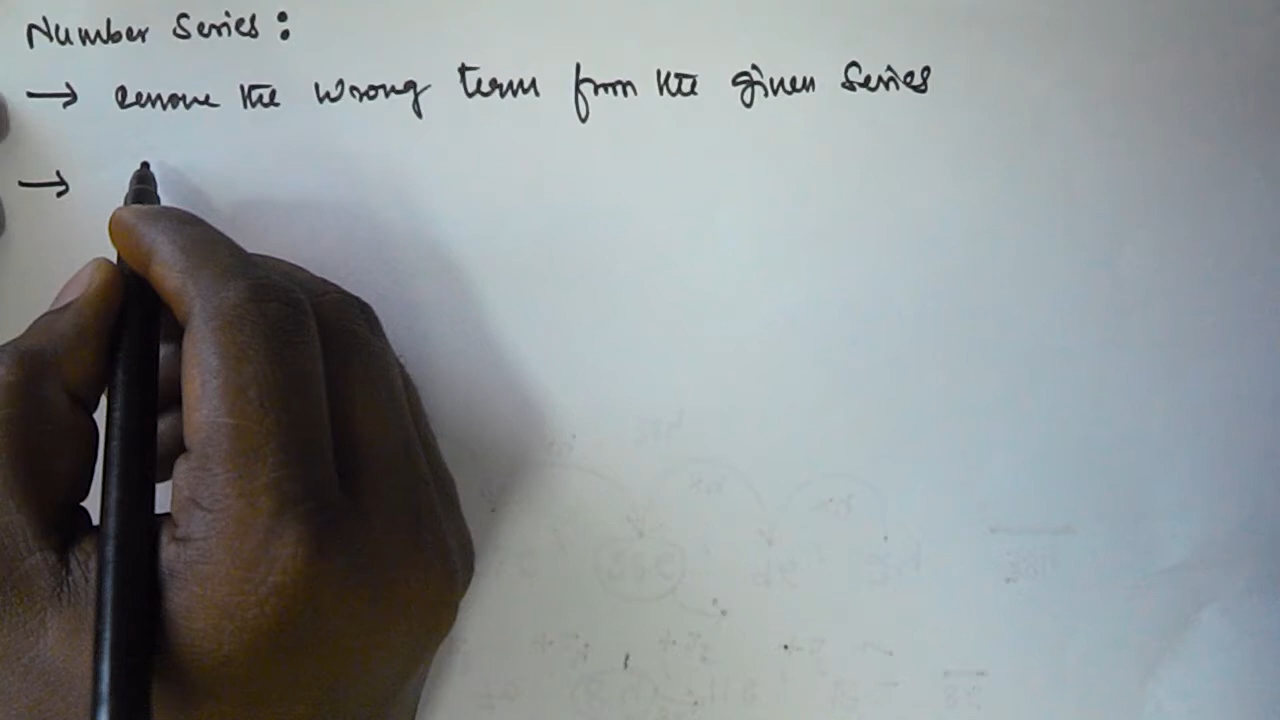 Number Series :
→ remove the wrong term from the given Series
→